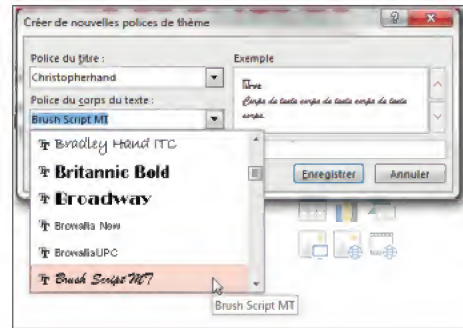 Créer de nouvelles polices de thème
Police du titre :
Exemple
Christopherhand
Titre
Police du corps du texte :
Corps de texte corps de texte corps de texte
corps
Brush Script MT
Bradley Hand ITC
Britannic Bold
Broadway
Browallia New
BrowalliaUPC
Brush Script MT
Enregistrer
Annuler
Brush Script MT